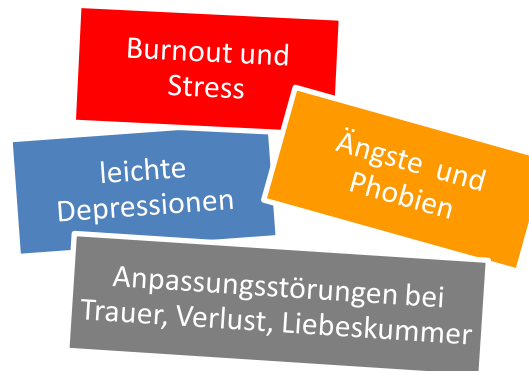 Burnout und
Stress
Ängste und
Phobien
leichte
Depressionen
Anpassungsstörungen bei
Trauer, Verlust, Liebeskummer